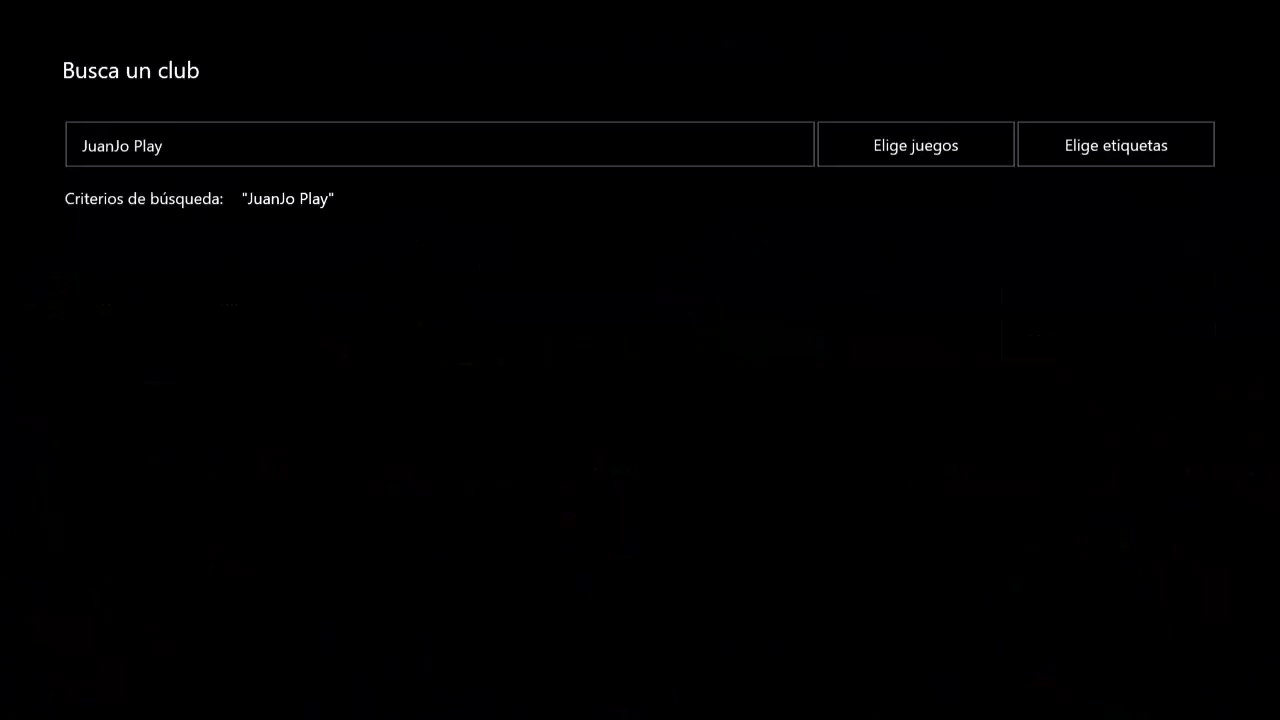 Busca un club
JuanJo Play
Elige juegos
Elige etiquetas
Criterios de búsqueda: "JuanJo Play"